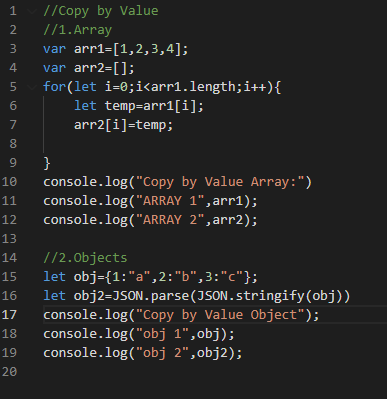 1 //Copy by Value
2 //1.Array
3 var arr1=[1,2,3,4];
4 var arr2=[];
5 for(let i=0;i<arr1.length;i++){
6     let temp=arr1[i];
7     arr2[i]=temp;
8
9 }
10 console.log("Copy by Value Array:")
11 console.log("ARRAY 1",arr1);
12 console.log("ARRAY 2",arr2);
13
14 //2.Objects
15 let obj={1:"a",2:"b",3:"c"};
16 let obj2=JSON.parse(JSON.stringify(obj))
17 console.log("Copy by Value Object");
18 console.log("obj 1",obj);
19 console.log("obj 2",obj2);
20